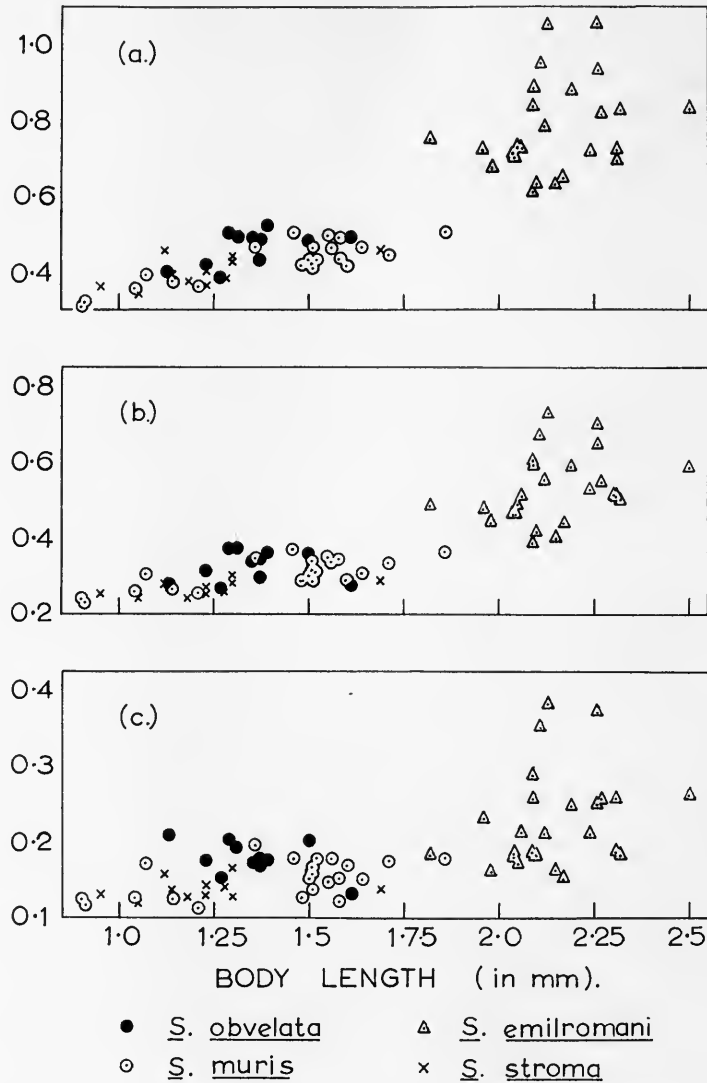 1·0
(a.)
0·8
0·6
0·4
0·8
(b.)
0·6
0·4
0·2
0·4
(c.)
0·3
0·2
0·1
1·0 1·25 1·5 1·75 2·0 2·25 2·5
BODY LENGTH (in mm).
S. obvelata S. emilromani
S. muris S. stroma